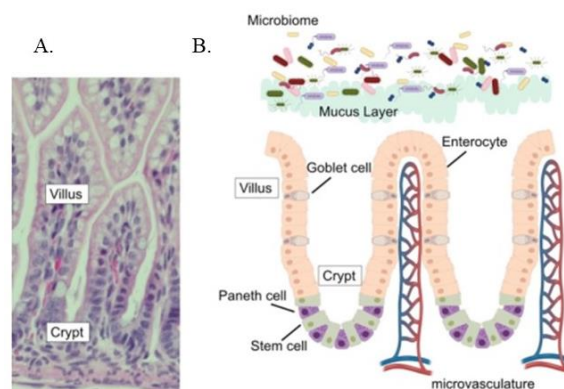 A.
B.
Villus
Crypt
Microbiome
Mucus Layer
Enterocyte
Goblet cell
Villus
Crypt
Paneth cell
Stem cell
microvasculature